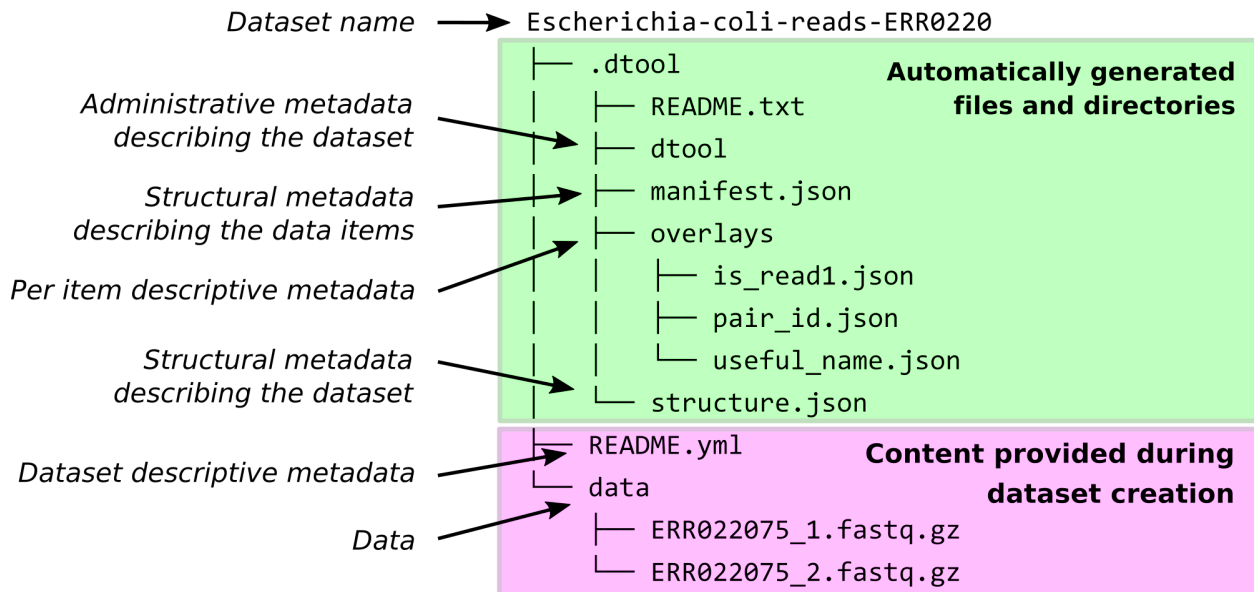 Dataset name
Escherichia-coli-reads-ERR0220
.dtool
Automatically generated
files and directories
README.txt
Administrative metadata
describing the dataset
dtool
Structural metadata
describing the data items
manifest.json
overlays
Per item descriptive metadata
is_read1.json
pair_id.json
useful_name.json
Structural metadata
describing the dataset
structure.json
README.yml
Content provided during
dataset creation
Dataset descriptive metadata
data
Data
ERR022075_1.fastq.gz
ERR022075_2.fastq.gz